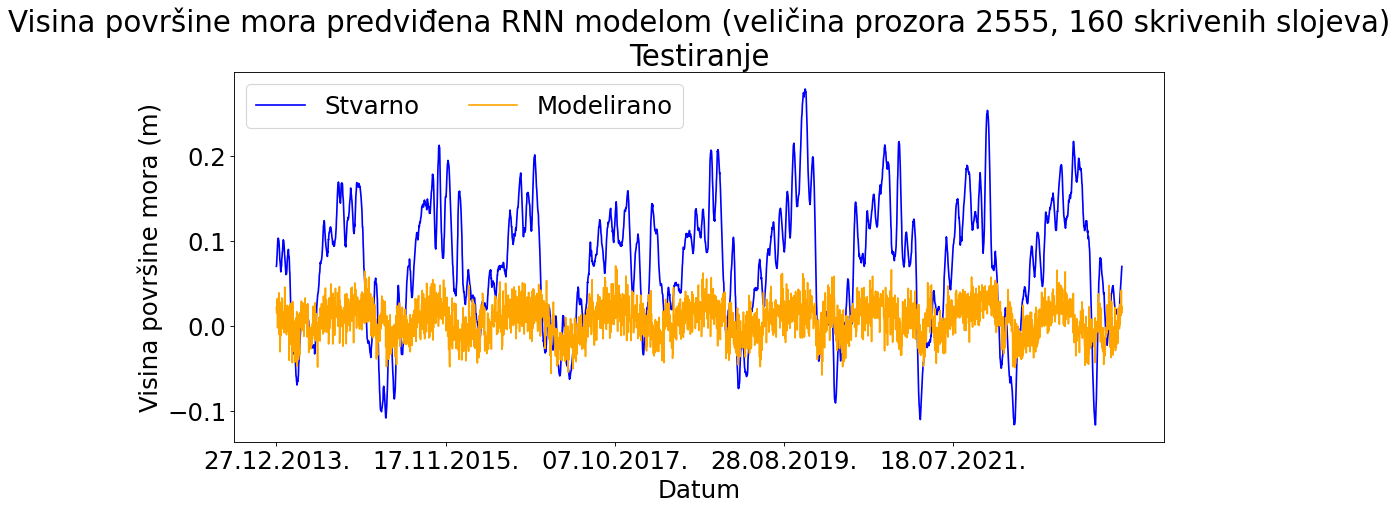 Visina površine mora predviđena RNN modelom (veličina prozora 2555, 160 skrivenih slojeva)
Testiranje
Stvarno Modelirano
Visina površine mora (m)
0.2
0.1
0.0
−0.1
27.12.2013. 17.11.2015. 07.10.2017. 28.08.2019. 18.07.2021.
Datum